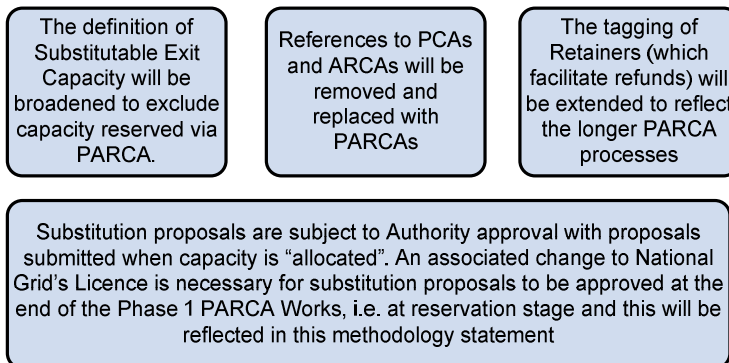 The definition of
Substitutable Exit
Capacity will be
broadened to exclude
capacity reserved via
PARCA.
References to PCAs
and ARCAs will be
removed and
replaced with
PARCAs
The tagging of
Retainers (which
facilitate refunds) will
be extended to reflect
the longer PARCA
processes
Substitution proposals are subject to Authority approval with proposals
submitted when capacity is “allocated”. An associated change to National
Grid’s Licence is necessary for substitution proposals to be approved at the
end of the Phase 1 PARCA Works, i.e. at reservation stage and this will be
reflected in this methodology statement